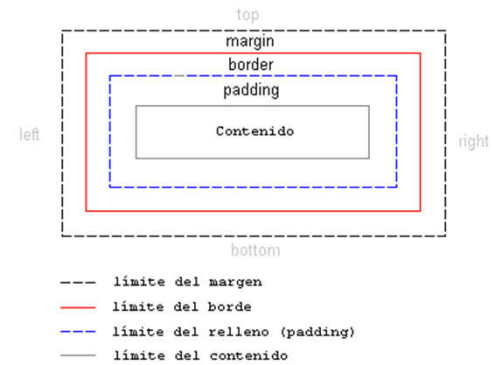 top
margin
border
padding
left
Contenido
right
bottom
límite del margen
límite del borde
límite del relleno (padding)
límite del contenido